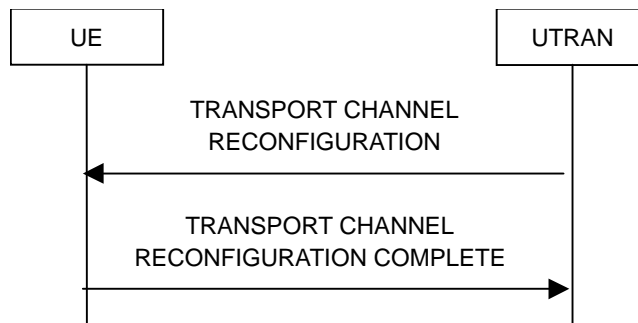 UE
UTRAN
TRANSPORT CHANNEL
RECONFIGURATION
TRANSPORT CHANNEL
RECONFIGURATION COMPLETE